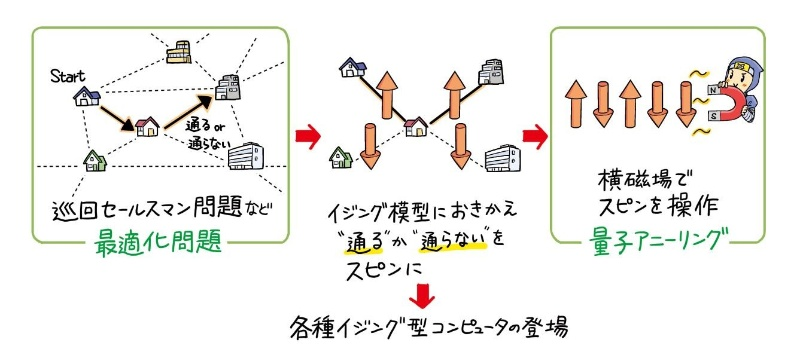 Start
通る or
通らない
巡回セールスマン問題など
最適化問題
イジング模型におきかえ
"通る"か"通らない"を
スピンに
各種イジング型コンピュータの登場
N
S
横磁場で
スピンを操作
量子アニーリング